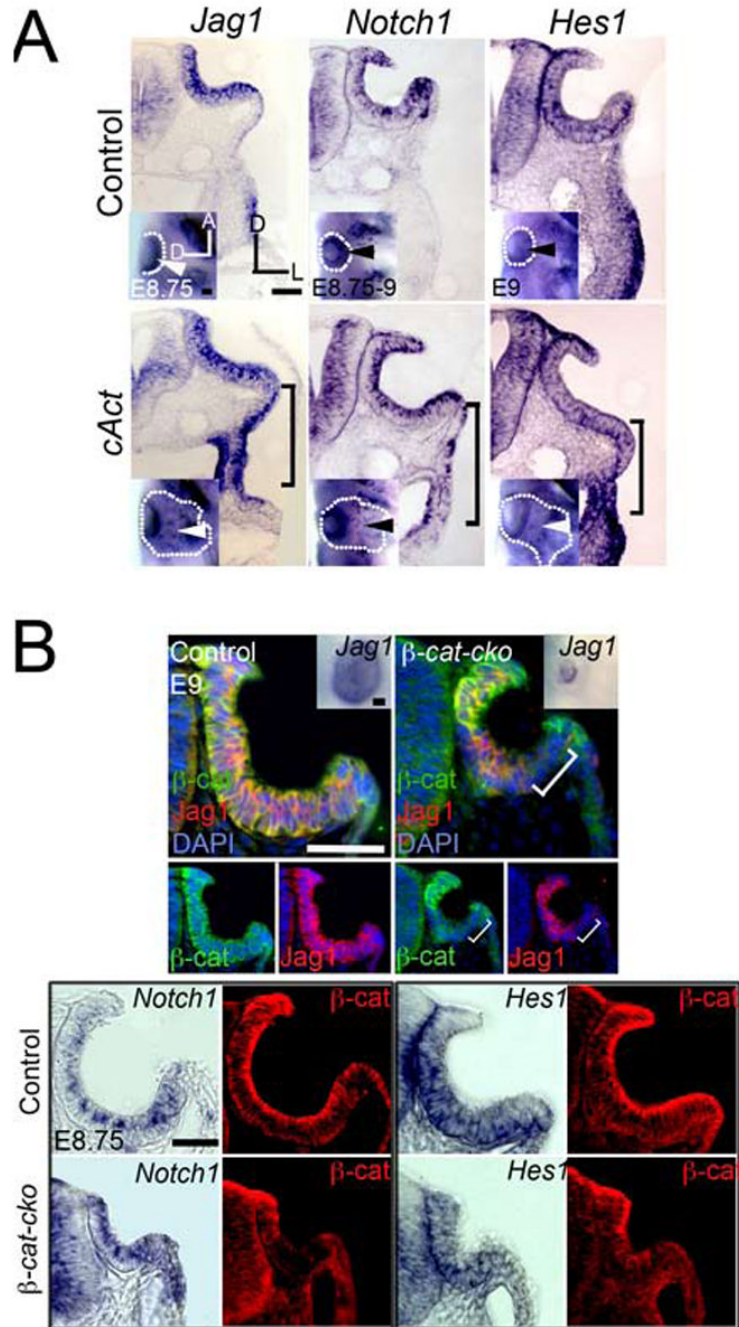 A
Jag1 Notch1 Hes1
Control
A
D
D
L
E8.75
E8.75-9
E9
cAct
B
Control
E9
Jag1
β-cat
Jag1
DAPI
β-cat-cko
Jag1
β-cat
Jag1
DAPI
β-cat
Jag1
β-cat
Jag1
Control
Notch1
E8.75
β-cat
Hes1
β-cat
β-cat-cko
Notch1
β-cat
Hes1
β-cat